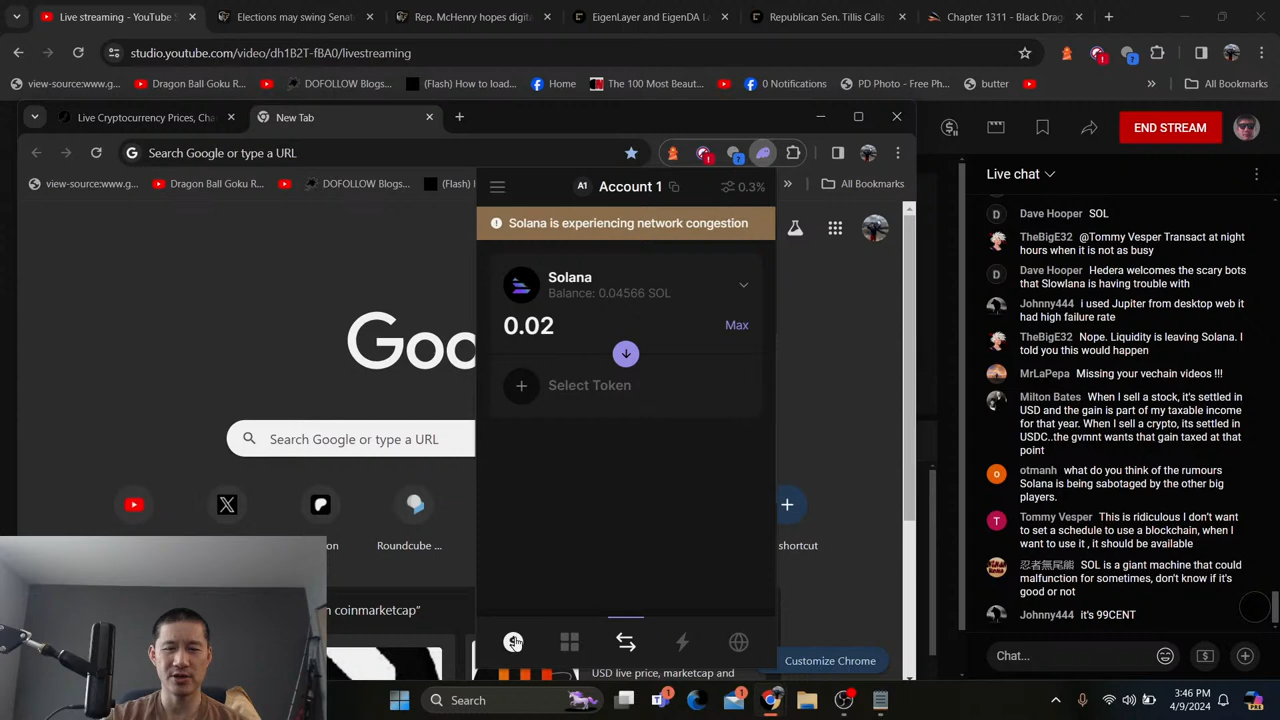 Live streaming - YouTube S
Elections may swing Senat
Rep. McHenry hopes digita
EigenLayer and EigenDA L
Republican Sen. Tillis Calls
Chapter 1311 - Black Drag
studio.youtube.com/video/dh1B2T-fBA0/livestreaming
view-source:www.g...
Dragon Ball Goku R...
DOFOLLOW Blogs...
(Flash) How to load...
Home
The 100 Most Beaut...
0 Notifications
PD Photo - Free Ph...
butter
All Bookmarks
Live Cryptocurrency Prices, Cha
New Tab
END STREAM
Search Google or type a URL
view-source:www.g...
Dragon Ball Goku R...
DOFOLLOW Blogs...
(Flash) H
All Bookmarks
A1 Account 1
0.3%
Solana is experiencing network congestion
Solana
Balance: 0.04566 SOL
0.02
Max
Select Token
Goo
Search Google or type a URL
on
Roundcube ...
shortcut
coinmarketcap"
USD live price, marketcap and
Customize Chrome
Live chat
Dave Hooper SOL
TheBigE32 @Tommy Vesper Transact at night
hours when it is not as busy
Dave Hooper Hedera welcomes the scary bots
that Slowlana is having trouble with
Johnny444 i used Jupiter from desktop web it
had high failure rate
TheBigE32 Nope. Liquidity is leaving Solana. I
told you this would happen
MrLaPepa Missing your vechain videos !!!
Milton Bates When I sell a stock, it's settled in
USD and the gain is part of my taxable income
for that year. When I sell a crypto, its settled in
USDC..the gvmnt wants that gain taxed at that
point
otmanh what do you think of the rumours
Solana is being sabotaged by the other big
players.
Tommy Vesper This is ridiculous I don't want
to set a schedule to use a blockchain, when I
want to use it , it should be available
忍者無尾熊 SOL is a giant machine that could
malfunction for sometimes, don't know if it's
good or not
Johnny444 it's 99CENT
Chat...
Search
3:46 PM
4/9/2024